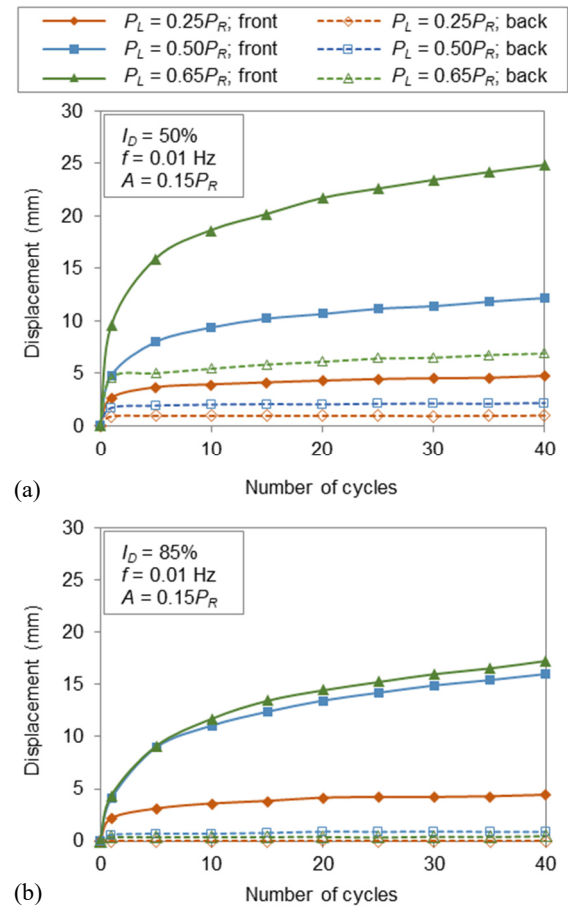 P_L = 0.25P_R; front
P_L = 0.25P_R; back
P_L = 0.50P_R; front
P_L = 0.50P_R; back
P_L = 0.65P_R; front
P_L = 0.65P_R; back
30
25
20
15
10
5
0
Displacement (mm)
I_D = 50%
f = 0.01 Hz
A = 0.15P_R
0
10
20
30
40
Number of cycles
(a)
30
25
20
15
10
5
0
Displacement (mm)
I_D = 85%
f = 0.01 Hz
A = 0.15P_R
0
10
20
30
40
Number of cycles
(b)